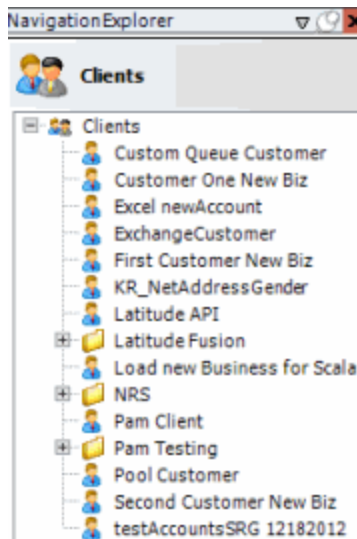 NavigationExplorer
Clients
Clients
Custom Queue Customer
Customer One New Biz
Excel newAccount
ExchangeCustomer
First Customer New Biz
KR_NetAddressGender
Latitude API
Latitude Fusion
Load new Business for Scala
NRS
Pam Client
Pam Testing
Pool Customer
Second Customer New Biz
testAccountsSRG 12182012